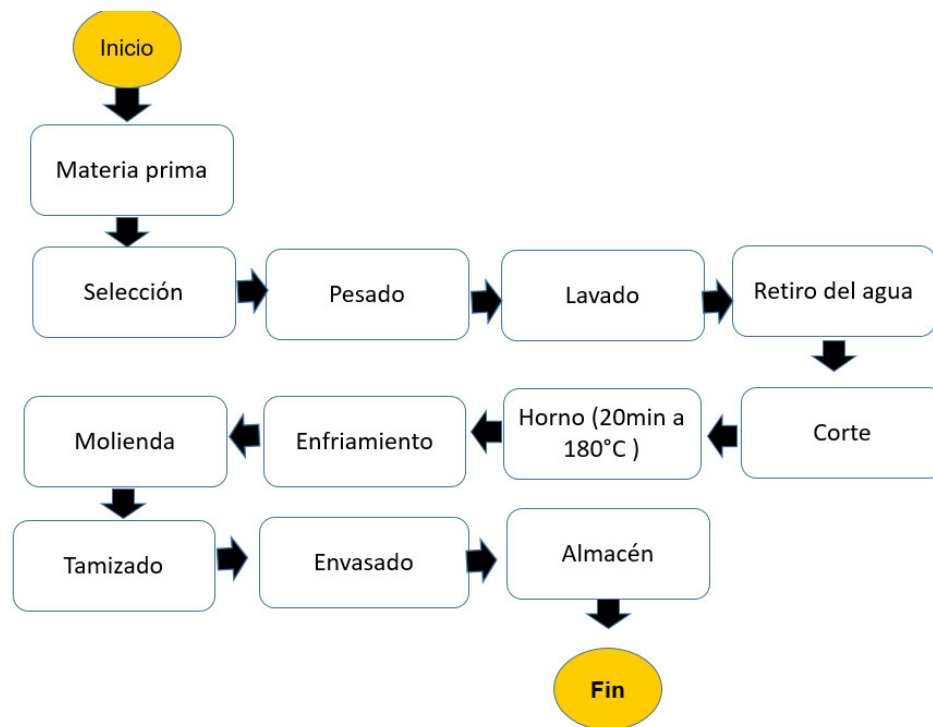 Inicio
Materia prima
Selección
Pesado
Lavado
Retiro del agua
Corte
Horno (20min a
180°C )
Enfriamiento
Molienda
Tamizado
Envasado
Almacén
Fin